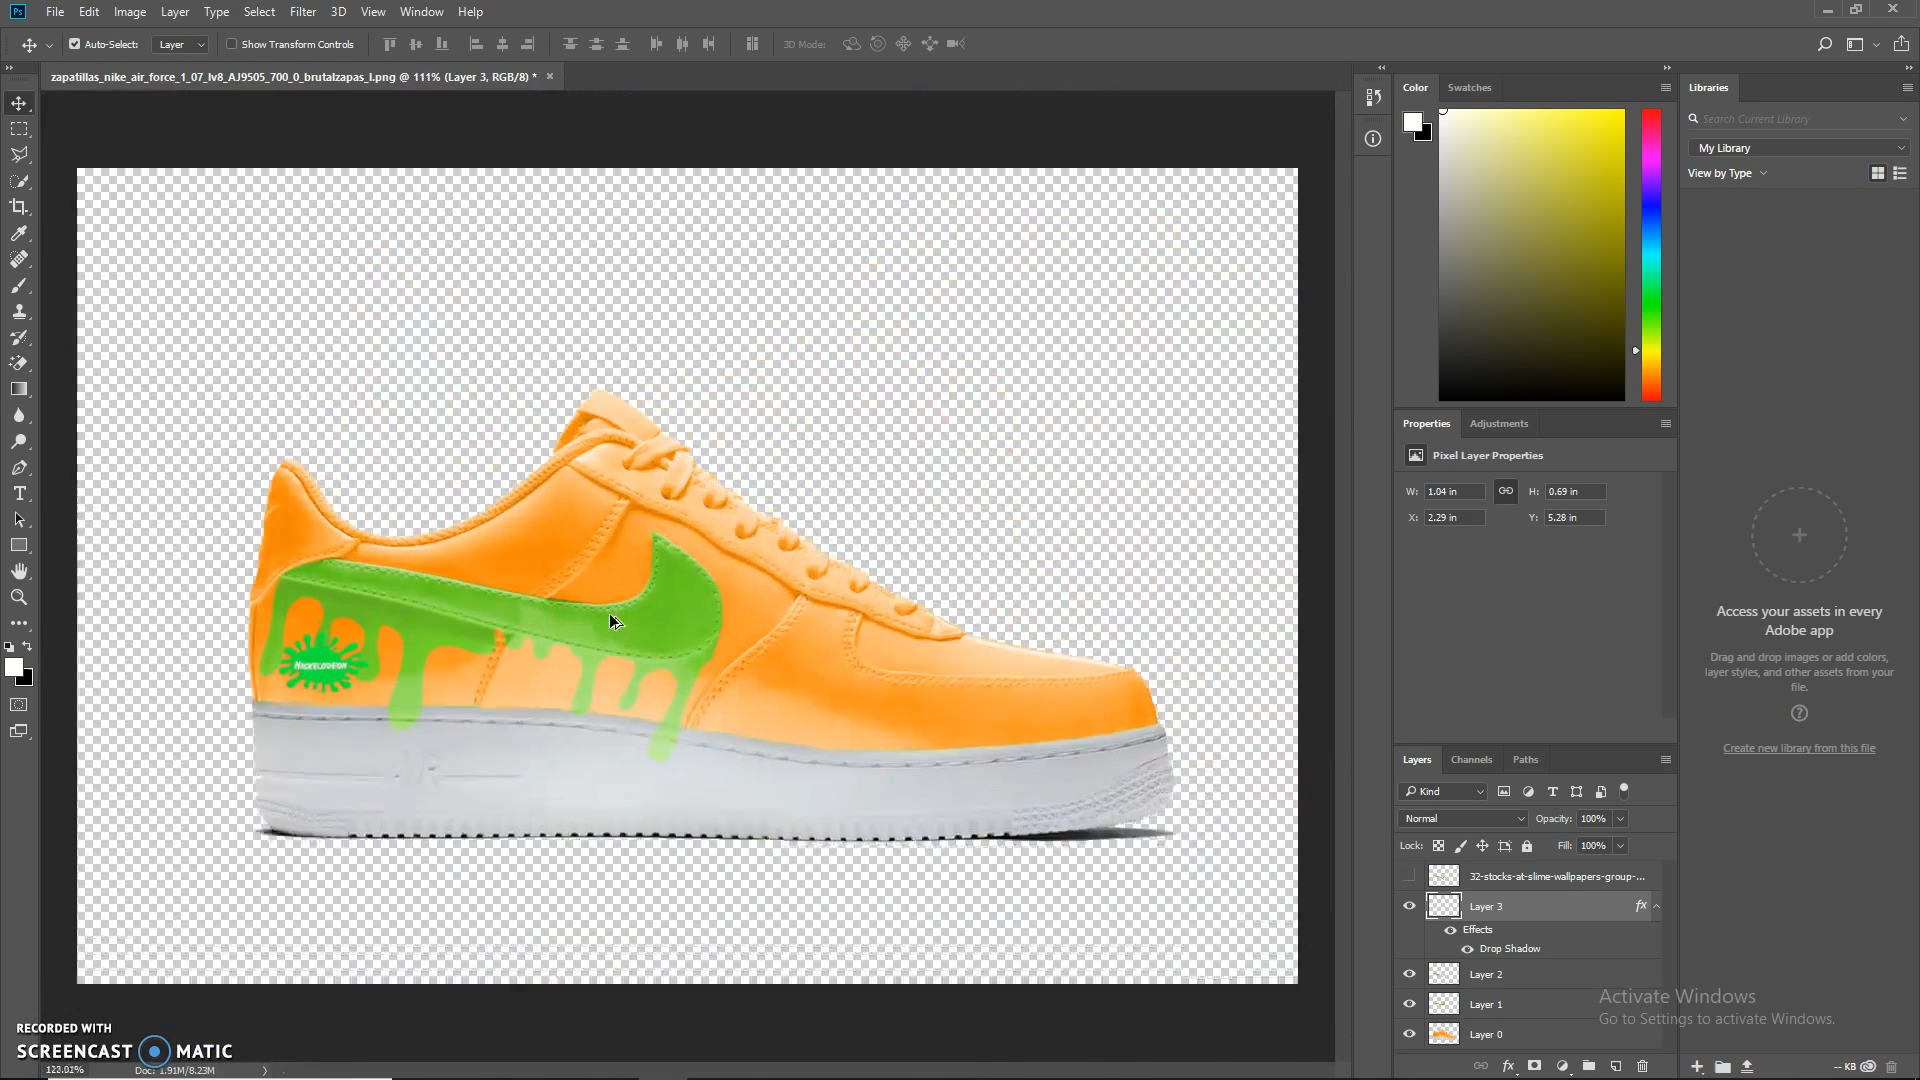 Ps File Edit Image Layer Type Select Filter 3D View Window Help
Auto-Select: Layer Show Transform Controls 3D Mode:
zapatillas_nike_air_force_1_07_lv8_AJ9505_700_0_brutalzapas_l.png @ 111% (Layer 3, RGB/8) *
Color Swatches
Libraries
Search Current Library
My Library
View by Type
Properties Adjustments
Pixel Layer Properties
W: 1.04 in H: 0.69 in
X: 2.29 in Y: 5.28 in
Access your assets in every
Adobe app
Drag and drop images or add colors,
layer styles, and other assets from your
file.
Create new library from this file
NICKELODEON
Layers Channels Paths
Kind
Normal Opacity: 100%
Lock: Fill: 100%
32-stocks-at-slime-wallpapers-group-...
Layer 3 fx
Effects
Drop Shadow
Layer 2
Layer 1
Layer 0
Activate Windows
Go to Settings to activate Windows.
RECORDED WITH
SCREENCAST MATIC
Doc: 1.91M/8.23M
fx
-- KB